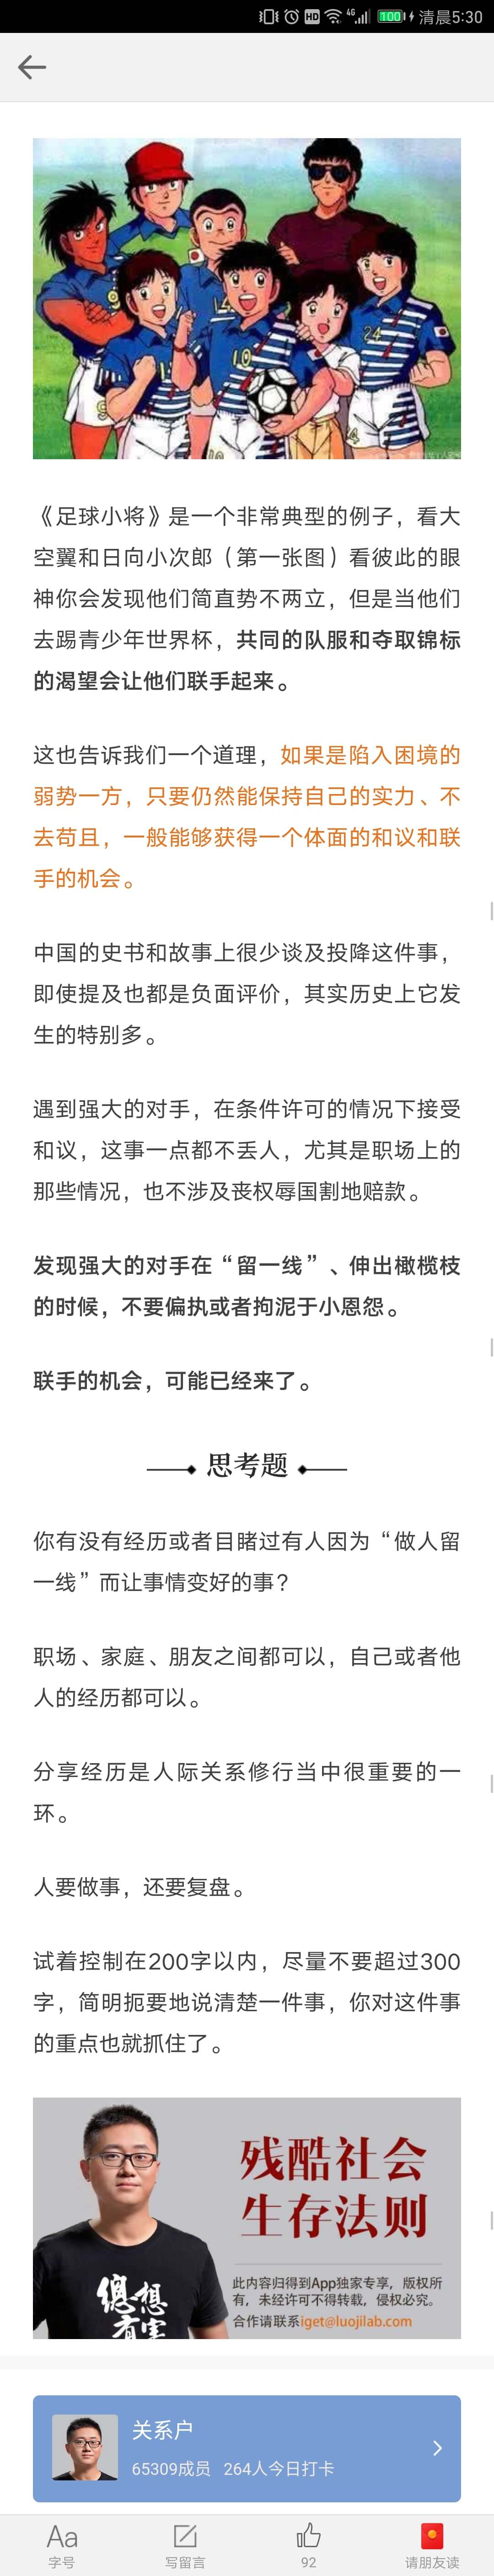 HD
4G
100
清晨5:30
9
10
24
4
《足球小将》是一个非常典型的例子，看大
空翼和日向小次郎（第一张图）看彼此的眼
神你会发现他们简直势不两立，但是当他们
去踢青少年世界杯，共同的队服和夺取锦标
的渴望会让他们联手起来。
这也告诉我们一个道理，如果是陷入困境的
弱势一方，只要仍然能保持自己的实力、不
去苟且，一般能够获得一个体面的和议和联
手的机会。
中国的史书和故事上很少谈及投降这件事，
即使提及也都是负面评价，其实历史上它发
生的特别多。
遇到强大的对手，在条件许可的情况下接受
和议，这事一点都不丢人，尤其是职场上的
那些情况，也不涉及丧权辱国割地赔款。
发现强大的对手在“留一线”、伸出橄榄枝
的时候，不要偏执或者拘泥于小恩怨。
联手的机会，可能已经来了。
思考题
你有没有经历或者目睹过有人因为“做人留
一线”而让事情变好的事？
职场、家庭、朋友之间都可以，自己或者他
人的经历都可以。
分享经历是人际关系修行当中很重要的一
环。
人要做事，还要复盘。
试着控制在200字以内，尽量不要超过300
字，简明扼要地说清楚一件事，你对这件事
的重点也就抓住了。
残酷社会
生存法则
此内容归得到App独家专享，版权所
有，未经许可不得转载，侵权必究。
合作请联系iget@luojilab.com
关系户
65309成员 264人今日打卡
Aa
字号
写留言
92
请朋友读